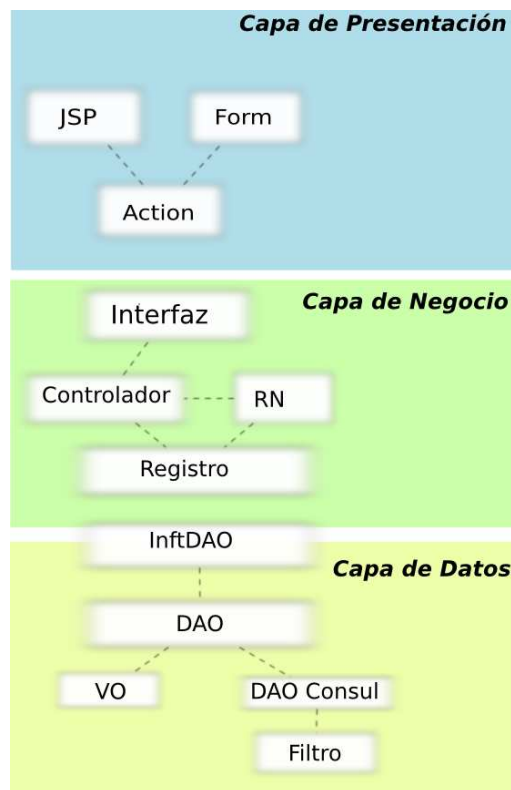 Capa de Presentación
JSP
Form
Action
Capa de Negocio
Interfaz
Controlador
RN
Registro
InftDAO
Capa de Datos
DAO
VO
DAO Consul
Filtro